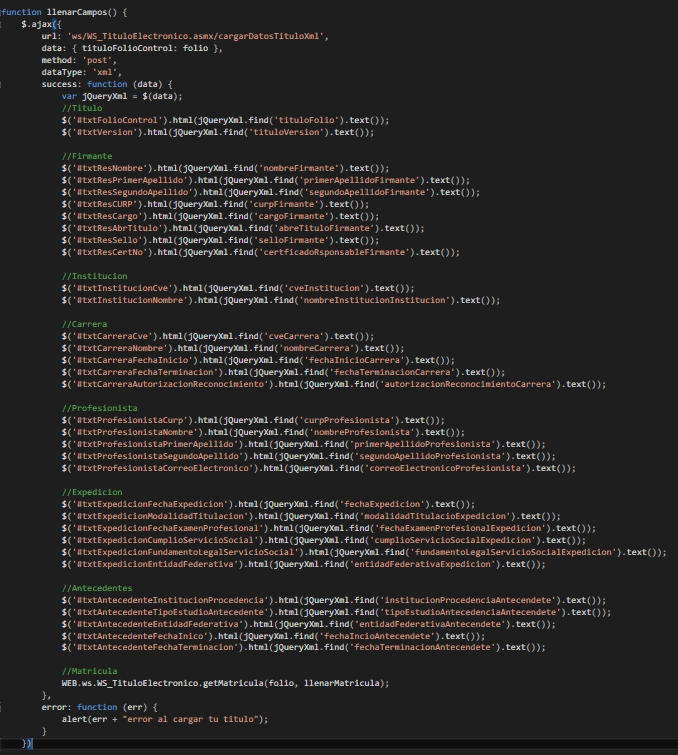 function llenarCampos() {
    $.ajax({
        url: 'ws/WS_TituloElectronico.asmx/cargarDatosTituloXml',
        data: { tituloFolioControl: folio },
        method: 'post',
        dataType: 'xml',
        success: function (data) {
            var jQueryXml = $(data);
            //Titulo
            $('#txtFolioControl').html(jQueryXml.find('tituloFolio').text());
            $('#txtVersion').html(jQueryXml.find('tituloVersion').text());

            //Firmante
            $('#txtResNombre').html(jQueryXml.find('nombreFirmante').text());
            $('#txtResPrimerApellido').html(jQueryXml.find('primerApellidoFirmante').text());
            $('#txtResSegundoApellido').html(jQueryXml.find('segundoApellidoFirmante').text());
            $('#txtResCURP').html(jQueryXml.find('curpFirmante').text());
            $('#txtResCargo').html(jQueryXml.find('cargoFirmante').text());
            $('#txtResAbrTitulo').html(jQueryXml.find('abreTituloFirmante').text());
            $('#txtResSello').html(jQueryXml.find('selloFirmante').text());
            $('#txtResCertNo').html(jQueryXml.find('certficadoRsponsableFirmante').text());

            //Institucion
            $('#txtInstitucionCve').html(jQueryXml.find('cveInstitucion').text());
            $('#txtInstitucionNombre').html(jQueryXml.find('nombreInstitucionInstitucion').text());

            //Carrera
            $('#txtCarreraCve').html(jQueryXml.find('cveCarrera').text());
            $('#txtCarreraNombre').html(jQueryXml.find('nombreCarrera').text());
            $('#txtCarreraFechaInicio').html(jQueryXml.find('fechaInicioCarrera').text());
            $('#txtCarreraFechaTerminacion').html(jQueryXml.find('fechaTerminacionCarrera').text());
            $('#txtCarreraAutorizacionReconocimiento').html(jQueryXml.find('autorizacionReconocimientoCarrera').text());

            //Profesionista
            $('#txtProfesionistaCurp').html(jQueryXml.find('curpProfesionista').text());
            $('#txtProfesionistaNombre').html(jQueryXml.find('nombreProfesionista').text());
            $('#txtProfesionistaPrimerApellido').html(jQueryXml.find('primerApellidoProfesionista').text());
            $('#txtProfesionistaSegundoApellido').html(jQueryXml.find('segundoApellidoProfesionista').text());
            $('#txtProfesionistaCorreoElectronico').html(jQueryXml.find('correoElectronicoProfesionista').text());

            //Expedicion
            $('#txtExpedicionFechaExpedicion').html(jQueryXml.find('fechaExpedicion').text());
            $('#txtExpedicionModalidadTitulacion').html(jQueryXml.find('modalidadTitulacioExpedicion').text());
            $('#txtExpedicionFechaExamenProfesional').html(jQueryXml.find('fechaExamenProfesionalExpedicion').text());
            $('#txtExpedicionCumplioServicioSocial').html(jQueryXml.find('cumplioServicioSocialExpedicion').text());
            $('#txtExpedicionFundamentoLegalServicioSocial').html(jQueryXml.find('fundamentoLegalServicioSocialExpedicion').text());
            $('#txtExpedicionEntidadFederativa').html(jQueryXml.find('entidadFederativaExpedicion').text());

            //Antecedentes
            $('#txtAntecedenteInstitucionProcedencia').html(jQueryXml.find('institucionProcedenciaAntecendete').text());
            $('#txtAntecedenteTipoEstudioAntecedente').html(jQueryXml.find('tipoEstudioAntecedenciaAntecendete').text());
            $('#txtAntecedenteEntidadFederativa').html(jQueryXml.find('entidadFederativaAntecendete').text());
            $('#txtAntecedenteFechaInico').html(jQueryXml.find('fechaIncioAntecendete').text());
            $('#txtAntecedenteFechaTerminacion').html(jQueryXml.find('fechaTerminacionAntecendete').text());

            //Matricula
            WEB.ws.WS_TituloElectronico.getMatricula(folio, llenarMatricula);
        },
        error: function (err) {
            alert(err + "error al cargar tu titulo");
        }
    })